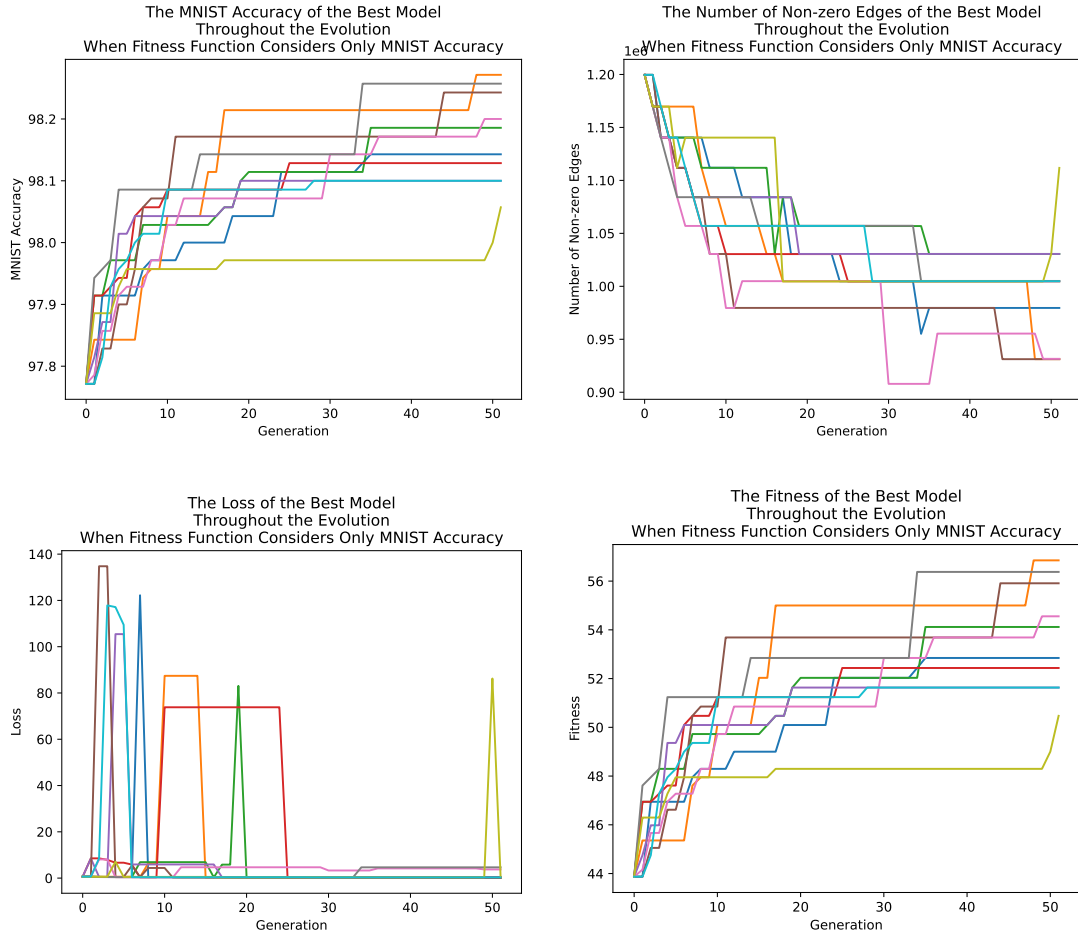 The MNIST Accuracy of the Best Model
Throughout the Evolution
When Fitness Function Considers Only MNIST Accuracy
98.2
98.1
98.0
97.9
97.8
MNIST Accuracy
0 10 20 30 40 50
Generation
The Number of Non-zero Edges of the Best Model
Throughout the Evolution
When Fitness Function Considers Only MNIST Accuracy
1e6
1.20
1.15
1.10
1.05
1.00
0.95
0.90
Number of Non-zero Edges
0 10 20 30 40 50
Generation
The Loss of the Best Model
Throughout the Evolution
When Fitness Function Considers Only MNIST Accuracy
140
120
100
80
60
40
20
0
Loss
0 10 20 30 40 50
Generation
The Fitness of the Best Model
Throughout the Evolution
When Fitness Function Considers Only MNIST Accuracy
56
54
52
50
48
46
44
Fitness
0 10 20 30 40 50
Generation